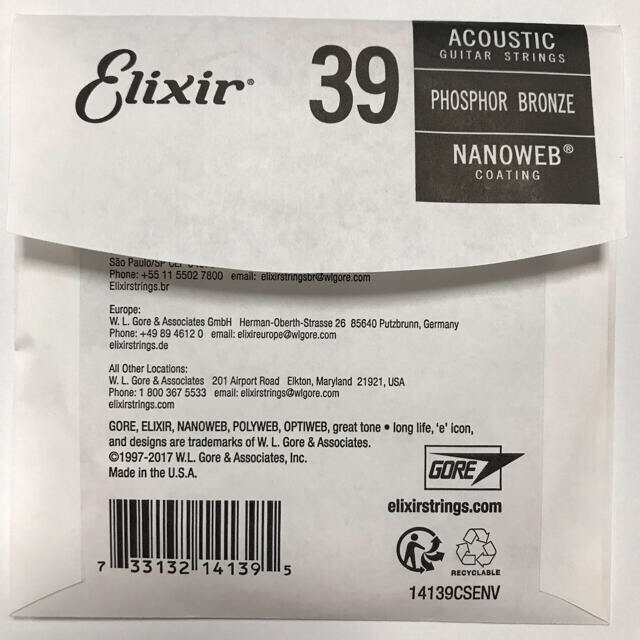 Elixir®
39
ACOUSTIC
GUITAR STRINGS
PHOSPHOR BRONZE
NANOWEB®
COATING
São Paulo/SP
Phone: +55 11 5502 7800 email: elixirstringsbr@wlgore.com
Elixirstrings.br
Europe:
W. L. Gore & Associates GmbH Herman-Oberth-Strasse 26 85640 Putzbrunn, Germany
Phone: +49 89 4612 0 email: elixireurope@wlgore.com
elixirstrings.de
All Other Locations:
W. L. Gore & Associates 201 Airport Road Elkton, Maryland 21921, USA
Phone: 1 800 367 5533 email: elixirstrings@wlgore.com
elixirstrings.com
GORE, ELIXIR, NANOWEB, POLYWEB, OPTIWEB, great tone • long life, 'e' icon,
and designs are trademarks of W. L. Gore & Associates.
©1997-2017 W.L. Gore & Associates, Inc.
Made in the U.S.A.
GORE
elixirstrings.com
7 33132 14139 5
RECYCLABLE
14139CSENV